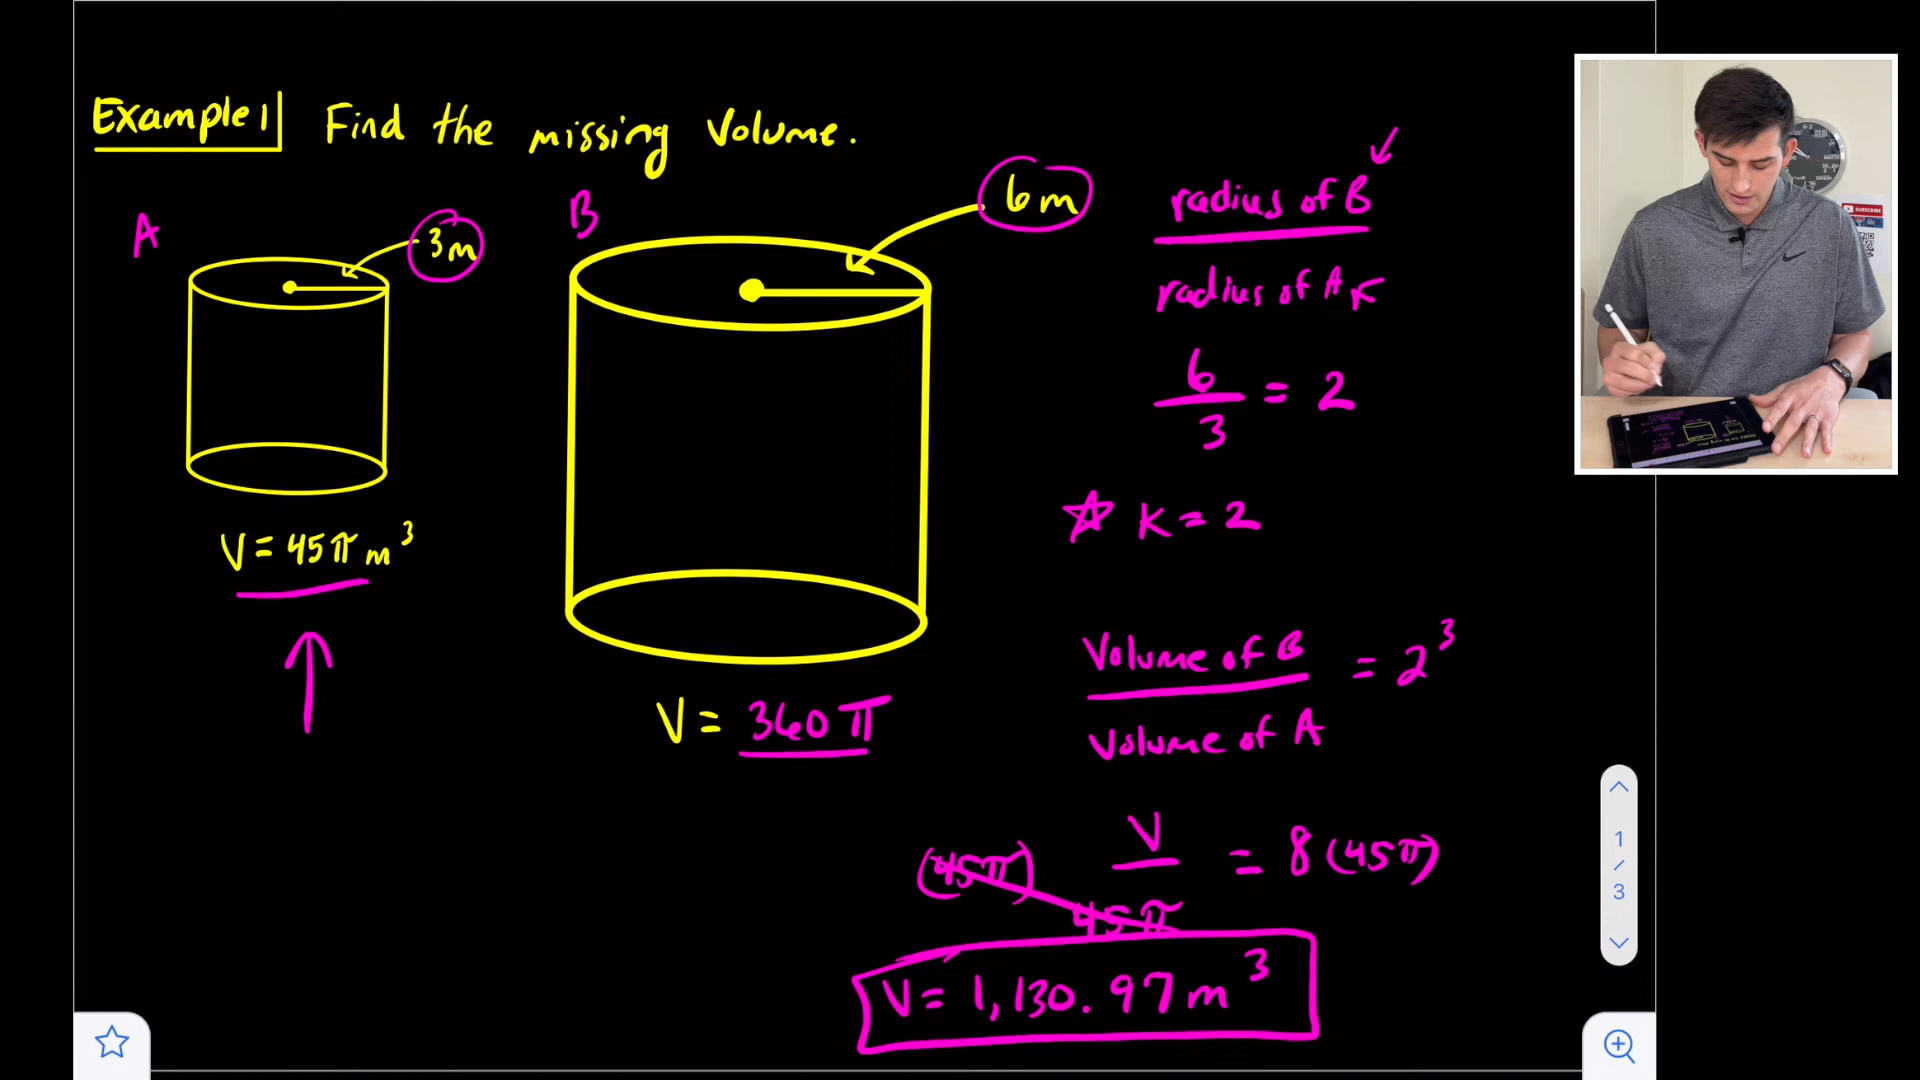 Example 1 Find the missing Volume.
A
3m
V = 45π m³
B
6m
V = 360π
radius of B
radius of A
6
3
= 2
☆ K = 2
Volume of B
Volume of A
= 2³
(45π)
V
45π
= 8(45π)
V = 1,130.97 m³
SUBSCRIBE
1
/
3